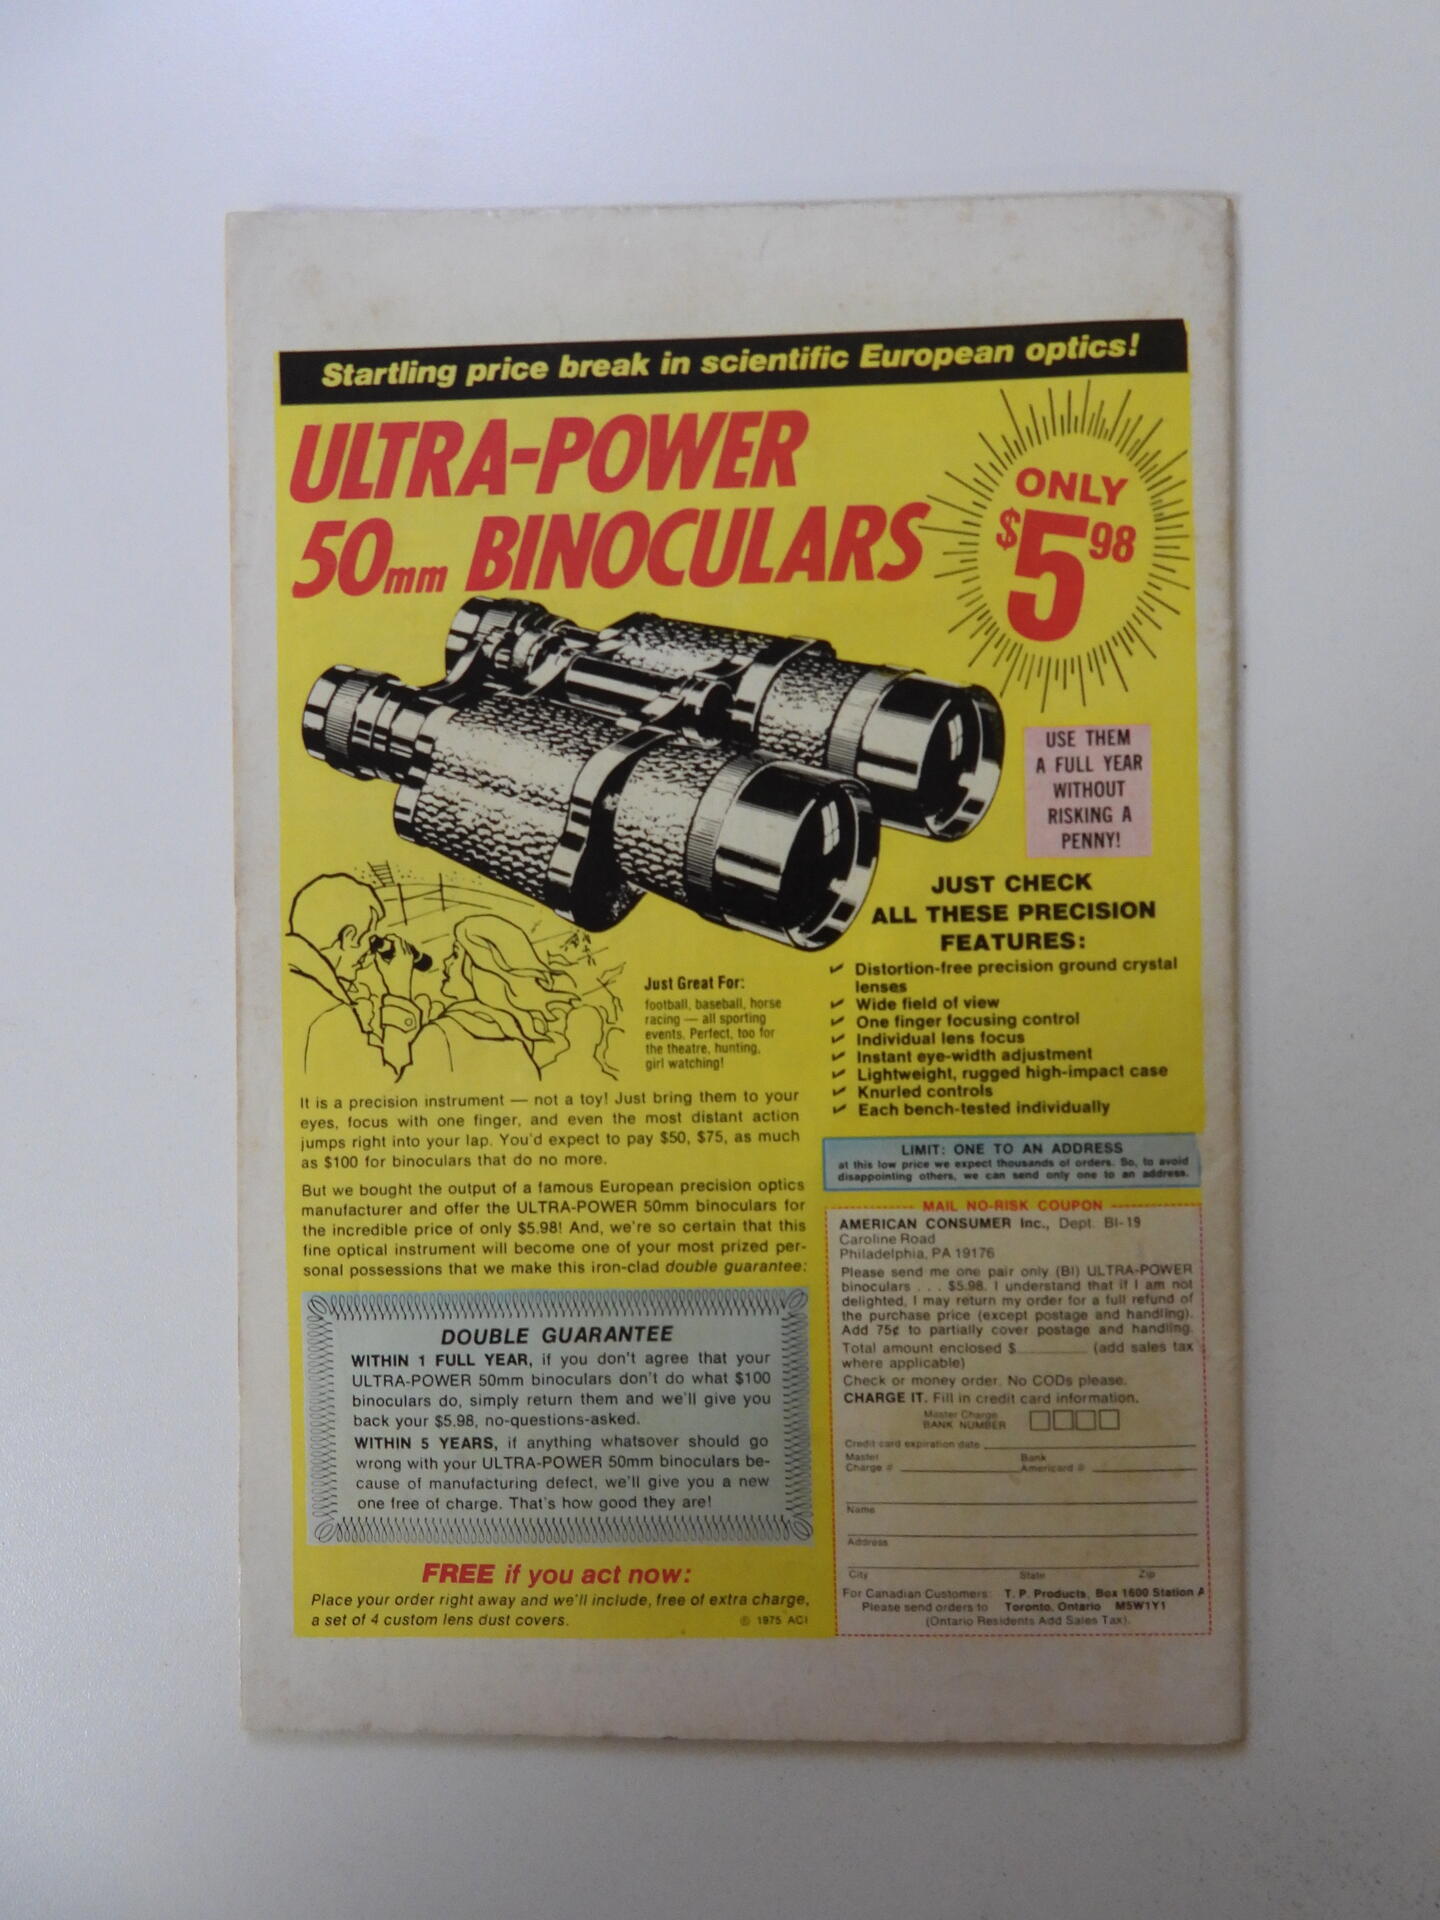 Startling price break in scientific European optics!
ULTRA-POWER
50mm BINOCULARS
ONLY
$5 98
USE THEM
A FULL YEAR
WITHOUT
RISKING A
PENNY!
JUST CHECK
ALL THESE PRECISION
FEATURES:
✓ Distortion-free precision ground crystal
lenses
✓ Wide field of view
✓ One finger focusing control
✓ Individual lens focus
✓ Instant eye-width adjustment
✓ Lightweight, rugged high-impact case
✓ Knurled controls
✓ Each bench-tested individually
Just Great For:
football, baseball, horse
racing — all sporting
events. Perfect, too for
the theatre, hunting,
girl watching!
It is a precision instrument — not a toy! Just bring them to your
eyes, focus with one finger, and even the most distant action
jumps right into your lap. You'd expect to pay $50, $75, as much
as $100 for binoculars that do no more.
But we bought the output of a famous European precision optics
manufacturer and offer the ULTRA-POWER 50mm binoculars for
the incredible price of only $5.98! And, we're so certain that this
fine optical instrument will become one of your most prized per-
sonal possessions that we make this iron-clad double guarantee:
DOUBLE GUARANTEE
WITHIN 1 FULL YEAR, if you don't agree that your
ULTRA-POWER 50mm binoculars don't do what $100
binoculars do, simply return them and we'll give you
back your $5.98, no-questions-asked.
WITHIN 5 YEARS, if anything whatsover should go
wrong with your ULTRA-POWER 50mm binoculars be-
cause of manufacturing defect, we'll give you a new
one free of charge. That's how good they are!
FREE if you act now:
Place your order right away and we'll include, free of extra charge,
a set of 4 custom lens dust covers.
© 1975 ACI
LIMIT: ONE TO AN ADDRESS
at this low price we expect thousands of orders. So, to avoid
disappointing others, we can send only one to an address.
MAIL NO-RISK COUPON
AMERICAN CONSUMER Inc., Dept. BI-19
Caroline Road
Philadelphia, PA 19176
Please send me one pair only (BI) ULTRA-POWER
binoculars . . . $5.98. I understand that if I am not
delighted, I may return my order for a full refund of
the purchase price (except postage and handling).
Add 75¢ to partially cover postage and handling.
Total amount enclosed $ (add sales tax
where applicable)
Check or money order. No CODs please.
CHARGE IT. Fill in credit card information.
Master Charge
BANK NUMBER
Credit card expiration date
Master Bank
Charge # Americard #
Name
Address
City State Zip
For Canadian Customers: T. P. Products, Box 1600 Station A
Please send orders to Toronto, Ontario M5W1Y1
(Ontario Residents Add Sales Tax).